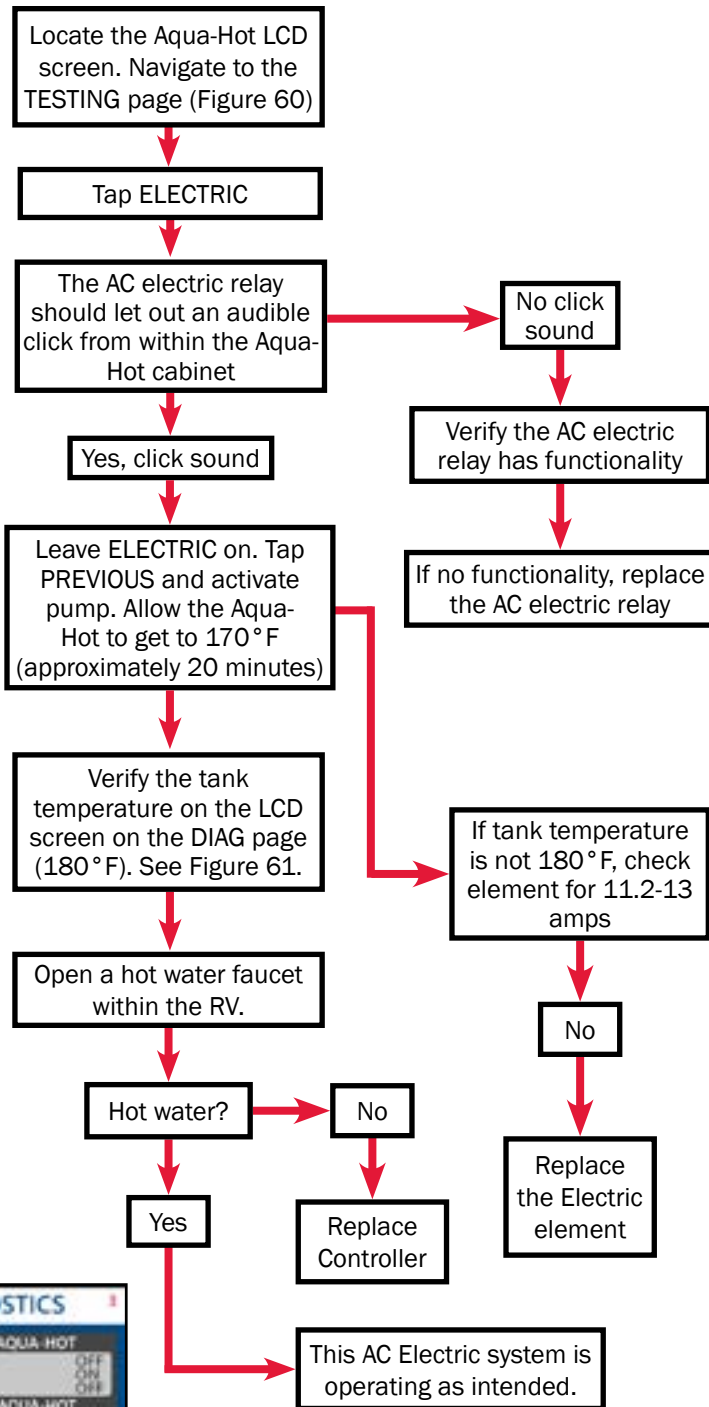 Locate the Aqua-Hot LCD
screen. Navigate to the
TESTING page (Figure 60)
Tap ELECTRIC
The AC electric relay
should let out an audible
click from within the Aqua-
Hot cabinet
No click
sound
Yes, click sound
Verify the AC electric
relay has functionality
Leave ELECTRIC on. Tap
PREVIOUS and activate
pump. Allow the Aqua-
Hot to get to 170°F
(approximately 20 minutes)
If no functionality, replace
the AC electric relay
Verify the tank
temperature on the LCD
screen on the DIAG page
(180°F). See Figure 61.
If tank temperature
is not 180°F, check
element for 11.2-13
amps
Open a hot water faucet
within the RV.
No
Hot water?
No
Replace
the Electric
element
Yes
Replace
Controller
This AC Electric system is
operating as intended.
OSTICS
AQUA-HOT
OFF
ON
OFF
AQUA-HOT